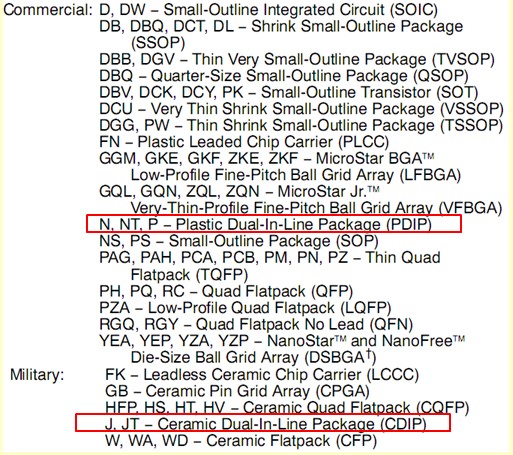 Commercial: D, DW – Small-Outline Integrated Circuit (SOIC)
DB, DBQ, DCT, DL – Shrink Small-Outline Package
(SSOP)
DBB, DGV – Thin Very Small-Outline Package (TVSOP)
DBQ – Quarter-Size Small-Outline Package (QSOP)
DBV, DCK, DCY, PK – Small-Outline Transistor (SOT)
DCU – Very Thin Shrink Small-Outline Package (VSSOP)
DGG, PW – Thin Shrink Small-Outline Package (TSSOP)
FN – Plastic Leaded Chip Carrier (PLCC)
GGM, GKE, GKF, ZKE, ZKF – MicroStar BGA™
Low-Profile Fine-Pitch Ball Grid Array (LFBGA)
GQL, GQN, ZQL, ZQN – MicroStar Jr.™
Very-Thin-Profile Fine-Pitch Ball Grid Array (VFBGA)
N, NT, P – Plastic Dual-In-Line Package (PDIP)
NS, PS – Small-Outline Package (SOP)
PAG, PAH, PCA, PCB, PM, PN, PZ – Thin Quad
Flatpack (TQFP)
PH, PQ, RC – Quad Flatpack (QFP)
PZA – Low-Profile Quad Flatpack (LQFP)
RGQ, RGY – Quad Flatpack No Lead (QFN)
YEA, YEP, YZA, YZP – NanoStar™ and NanoFree™
Die-Size Ball Grid Array (DSBGA†)
Military: FK – Leadless Ceramic Chip Carrier (LCCC)
GB – Ceramic Pin Grid Array (CPGA)
HFP, HS, HT, HV – Ceramic Quad Flatpack (CQFP)
J, JT – Ceramic Dual-In-Line Package (CDIP)
W, WA, WD – Ceramic Flatpack (CFP)